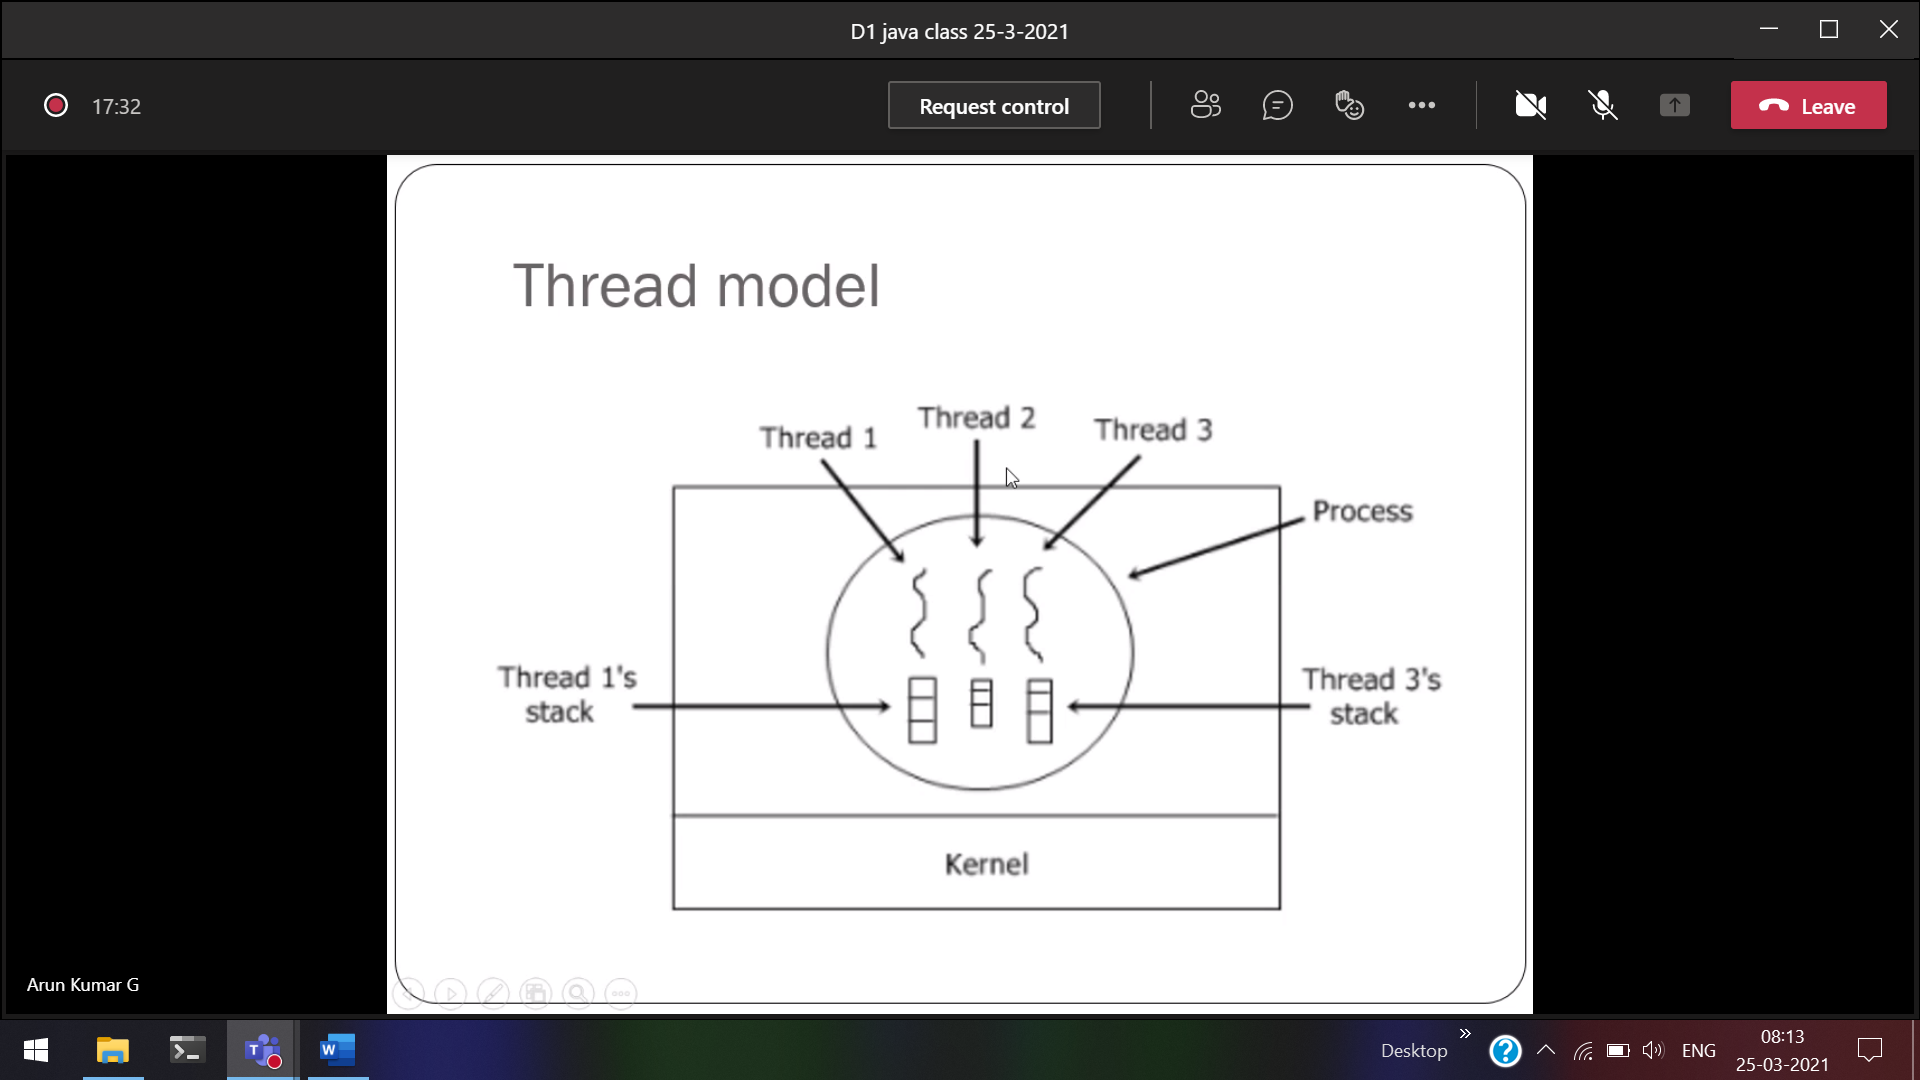 D1 java class 25-3-2021
17:32
Request control
Leave
Thread model
Thread 1
Thread 2
Thread 3
Process
Thread 1's
stack
Thread 3's
stack
Kernel
Arun Kumar G
T
W
Desktop
ENG
08:13
25-03-2021